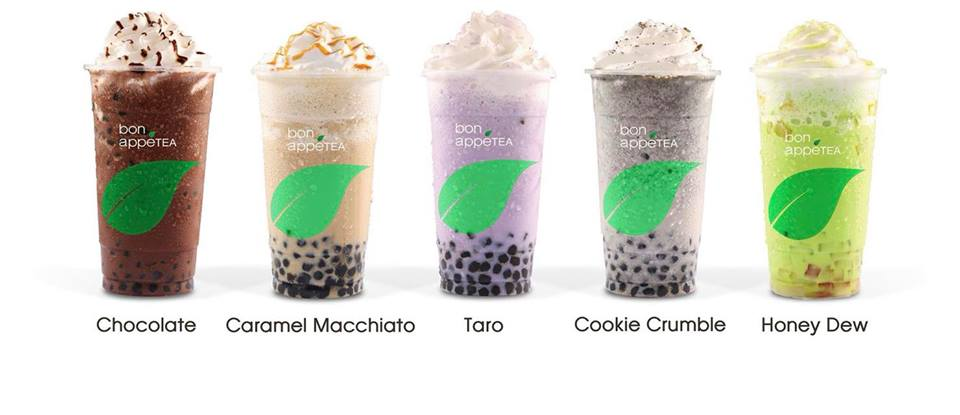 bon
appeTEA
bon
appeTEA
bon
appeTEA
bon
appeTEA
bon
appeTEA
Chocolate Caramel Macchiato Taro Cookie Crumble Honey Dew